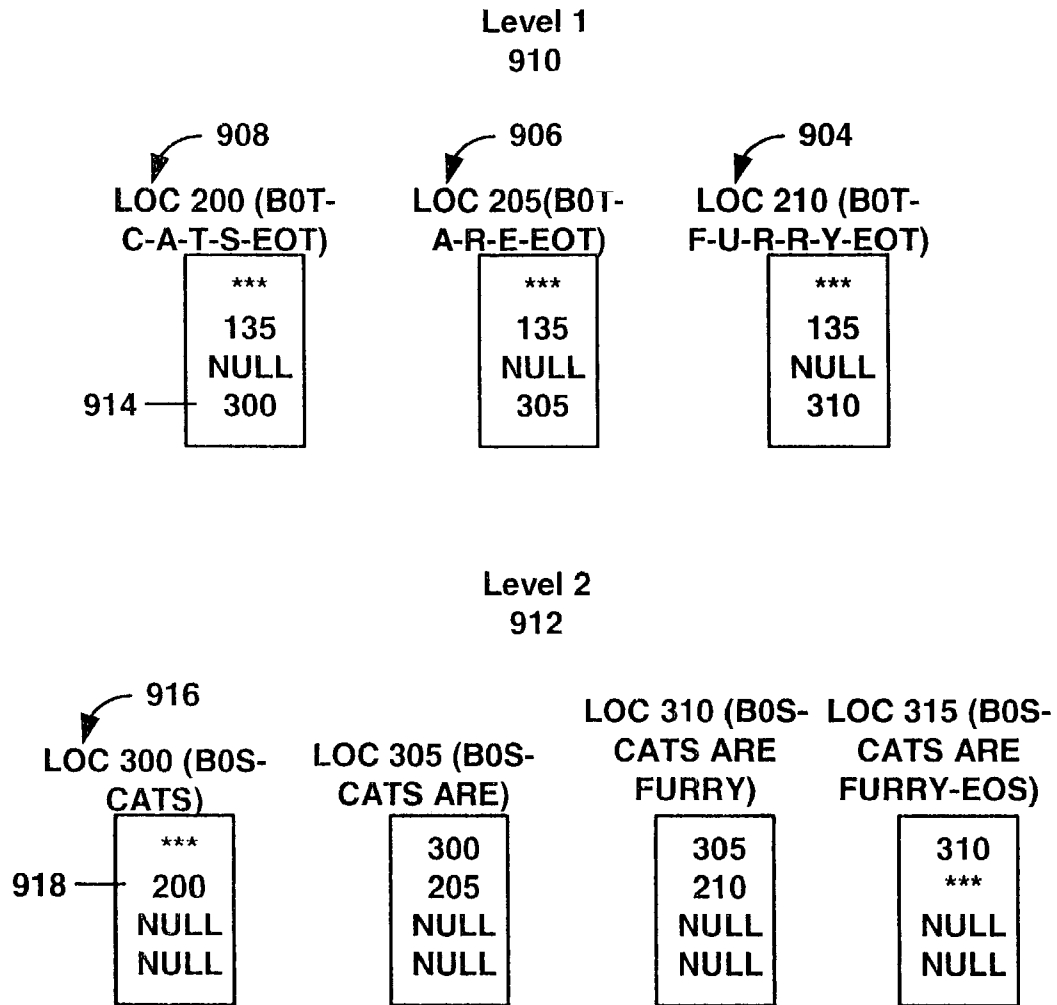 Level 1
910
908
906
904
LOC 200 (B0T-
C-A-T-S-EOT)
LOC 205(B0T-
A-R-E-EOT)
LOC 210 (B0T-
F-U-R-R-Y-EOT)
***
135
NULL
914
300
***
135
NULL
305
***
135
NULL
310
Level 2
912
916
LOC 300 (B0S-
CATS)
LOC 305 (B0S-
CATS ARE)
LOC 310 (B0S-
CATS ARE
FURRY)
LOC 315 (B0S-
CATS ARE
FURRY-EOS)
***
918
200
NULL
NULL
300
205
NULL
NULL
305
210
NULL
NULL
310
***
NULL
NULL